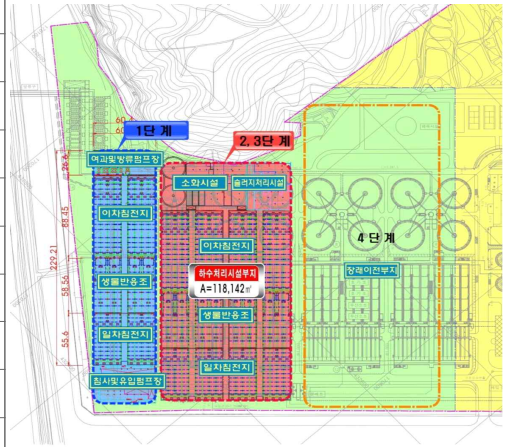 1단계
2, 3단계
여과및방류펌프장
소화시설
슬러지처리시설
이차침전지
이차침전지
4 단 계
장래이전부지
하수처리시설부지
A=118,142㎡
생물반응조
생물반응조
일차침전지
일차침전지
침사및유입펌프장
26.6
88.45
229.21
58.56
55.6